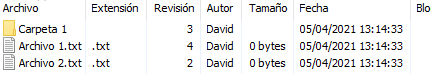 Archivo Extensión Revisión Autor Tamaño Fecha Blo
Carpeta 1 3 David 05/04/2021 13:14:33
Archivo 1.txt .txt 4 David 0 bytes 05/04/2021 13:14:33
Archivo 2.txt .txt 2 David 0 bytes 05/04/2021 13:14:33